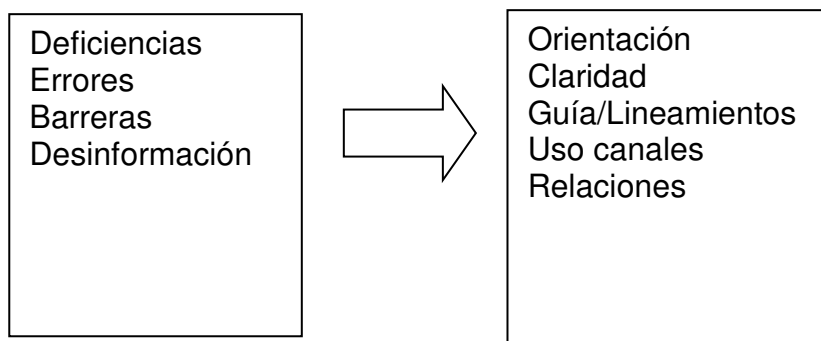 Deficiencias
Errores
Barreras
Desinformación
Orientación
Claridad
Guía/Lineamientos
Uso canales
Relaciones